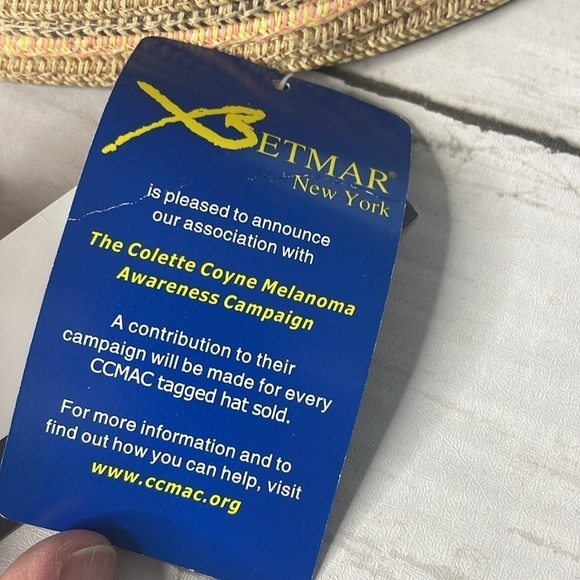 BETMAR®
New York
is pleased to announce
our association with
The Colette Coyne Melanoma
Awareness Campaign
A contribution to their
campaign will be made for every
CCMAC tagged hat sold.
For more information and to
find out how you can help, visit
www.ccmac.org